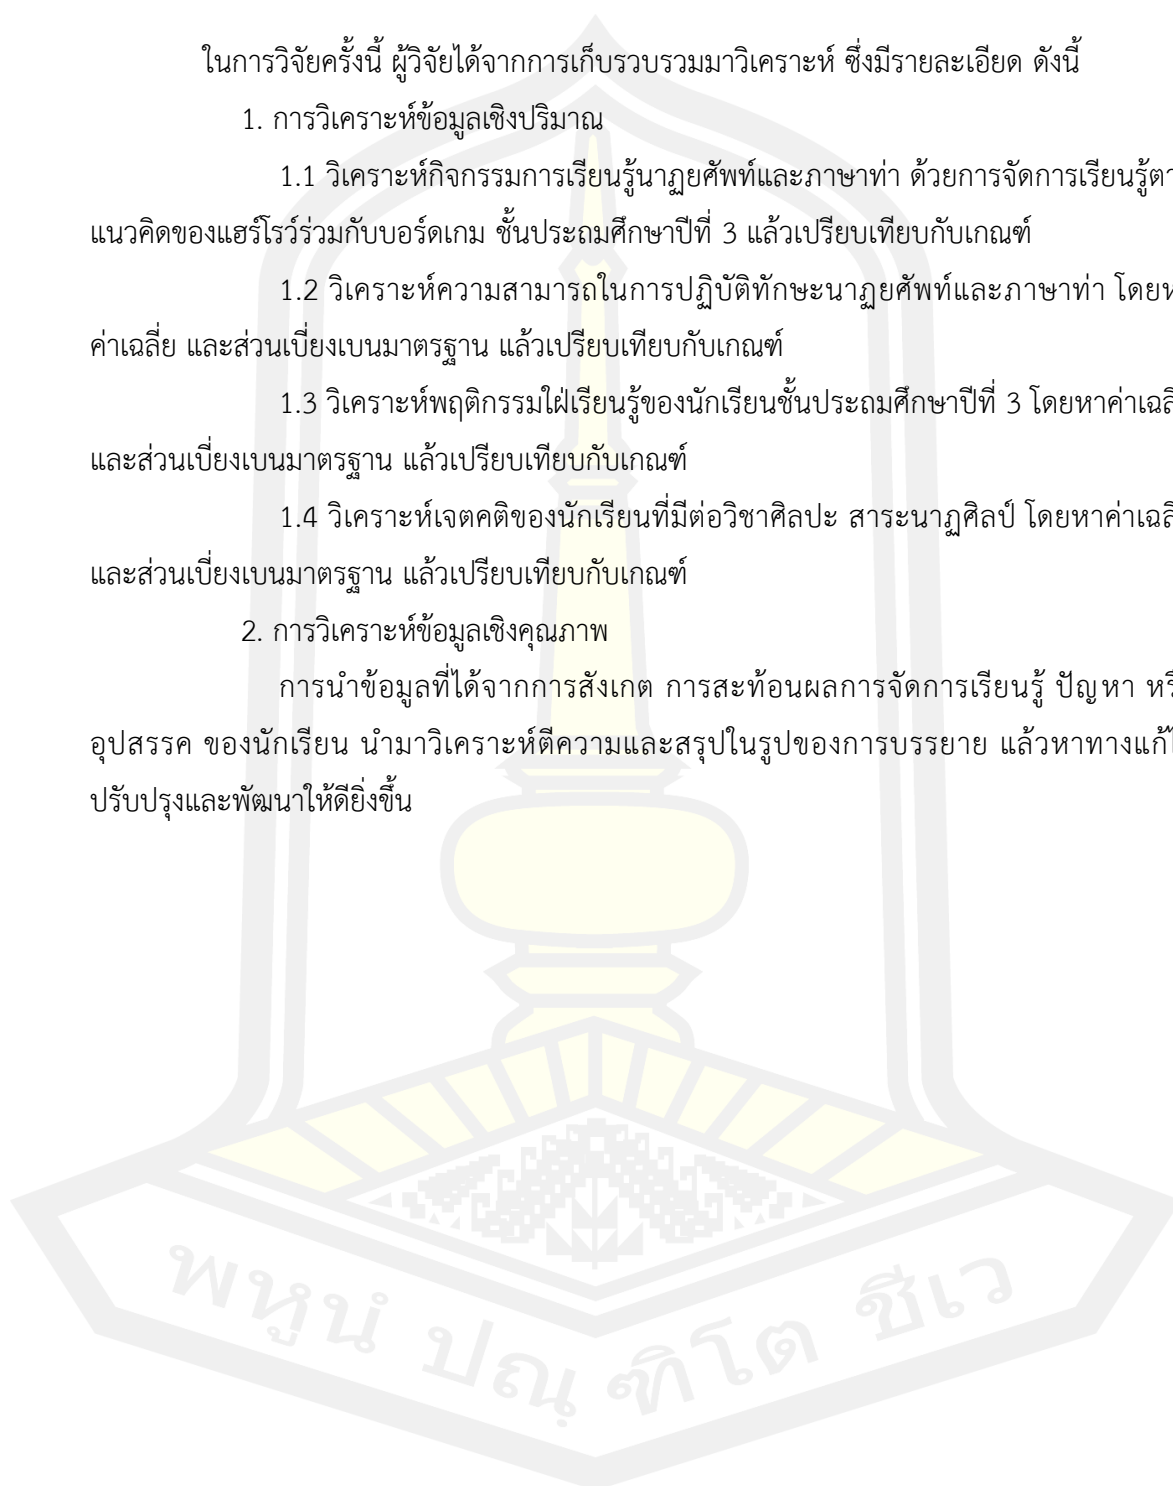 ในการวิจัยครั้งนี้ ผู้วิจัยได้จากการเก็บรวบรวมมาวิเคราะห์ ซึ่งมีรายละเอียด ดังนี้
1. การวิเคราะห์ข้อมูลเชิงปริมาณ
1.1 วิเคราะห์กิจกรรมการเรียนรู้นาฏยศัพท์และภาษาท่า ด้วยการจัดการเรียนรู้ตา
แนวคิดของแฮร์โรว์ร่วมกับบอร์ดเกม ชั้นประถมศึกษาปีที่ 3 แล้วเปรียบเทียบกับเกณฑ์
1.2 วิเคราะห์ความสามารถในการปฏิบัติทักษะนาฏยศัพท์และภาษาท่า โดยห
ค่าเฉลี่ย และส่วนเบี่ยงเบนมาตรฐาน แล้วเปรียบเทียบกับเกณฑ์
1.3 วิเคราะห์พฤติกรรมใฝ่เรียนรู้ของนักเรียนชั้นประถมศึกษาปีที่ 3 โดยหาค่าเฉลี
และส่วนเบี่ยงเบนมาตรฐาน แล้วเปรียบเทียบกับเกณฑ์
1.4 วิเคราะห์เจตคติของนักเรียนที่มีต่อวิชาศิลปะ สาระนาฏศิลป์ โดยหาค่าเฉลี
และส่วนเบี่ยงเบนมาตรฐาน แล้วเปรียบเทียบกับเกณฑ์
2. การวิเคราะห์ข้อมูลเชิงคุณภาพ
การนำข้อมูลที่ได้จากการสังเกต การสะท้อนผลการจัดการเรียนรู้ ปัญหา หรื
อุปสรรค ของนักเรียน นำมาวิเคราะห์ตีความและสรุปในรูปของการบรรยาย แล้วหาทางแก้ไ
ปรับปรุงและพัฒนาให้ดียิ่งขึ้น
พหูนํ ปณฺฑิโต ชีเว